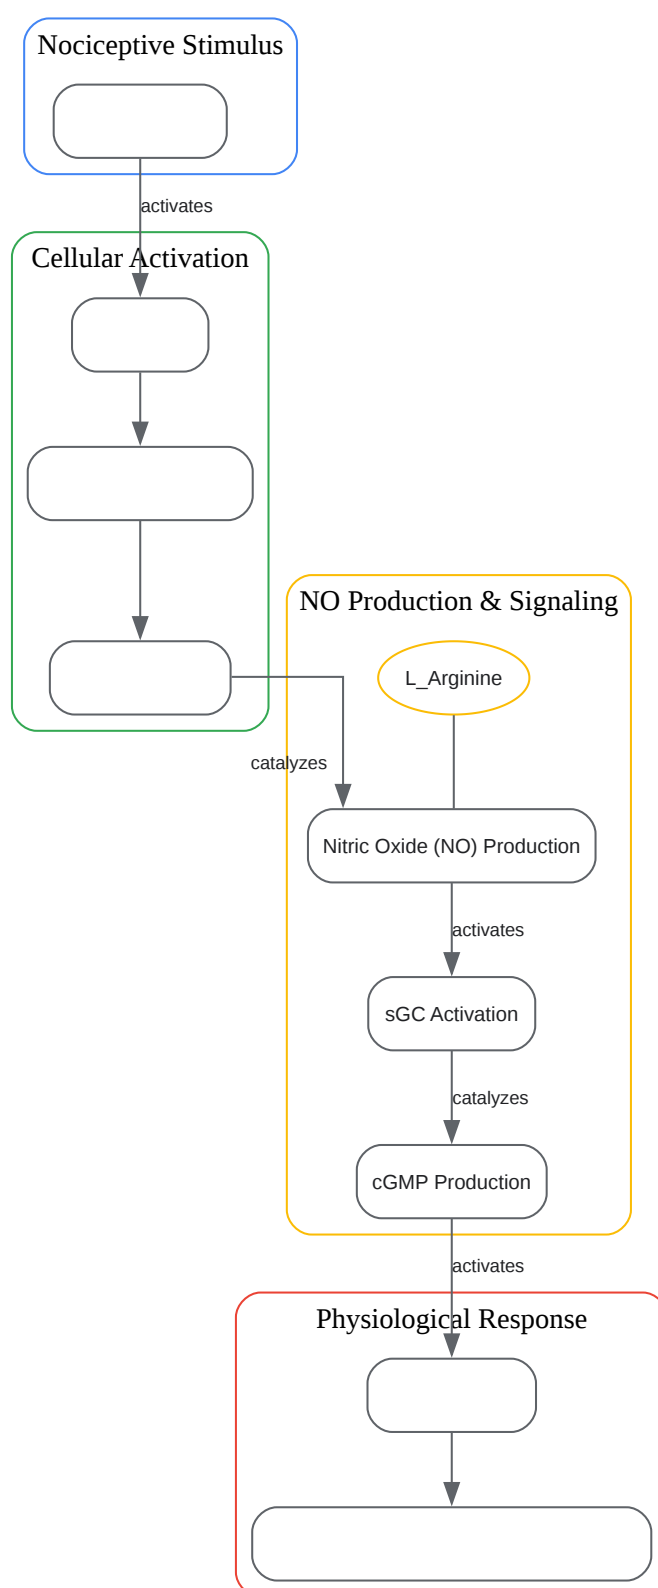 Nociceptive Stimulus
activates
Cellular Activation
NO Production & Signaling
L_Arginine
catalyzes
Nitric Oxide (NO) Production
activates
sGC Activation
catalyzes
cGMP Production
activates
Physiological Response